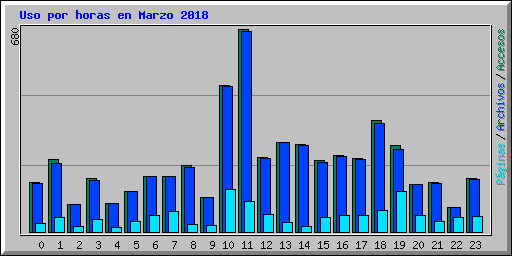 Uso por horas en Marzo 2018
680
0 1 2 3 4 5 6 7 8 9 10 11 12 13 14 15 16 17 18 19 20 21 22 23
Páginas / Archivos / Accesos